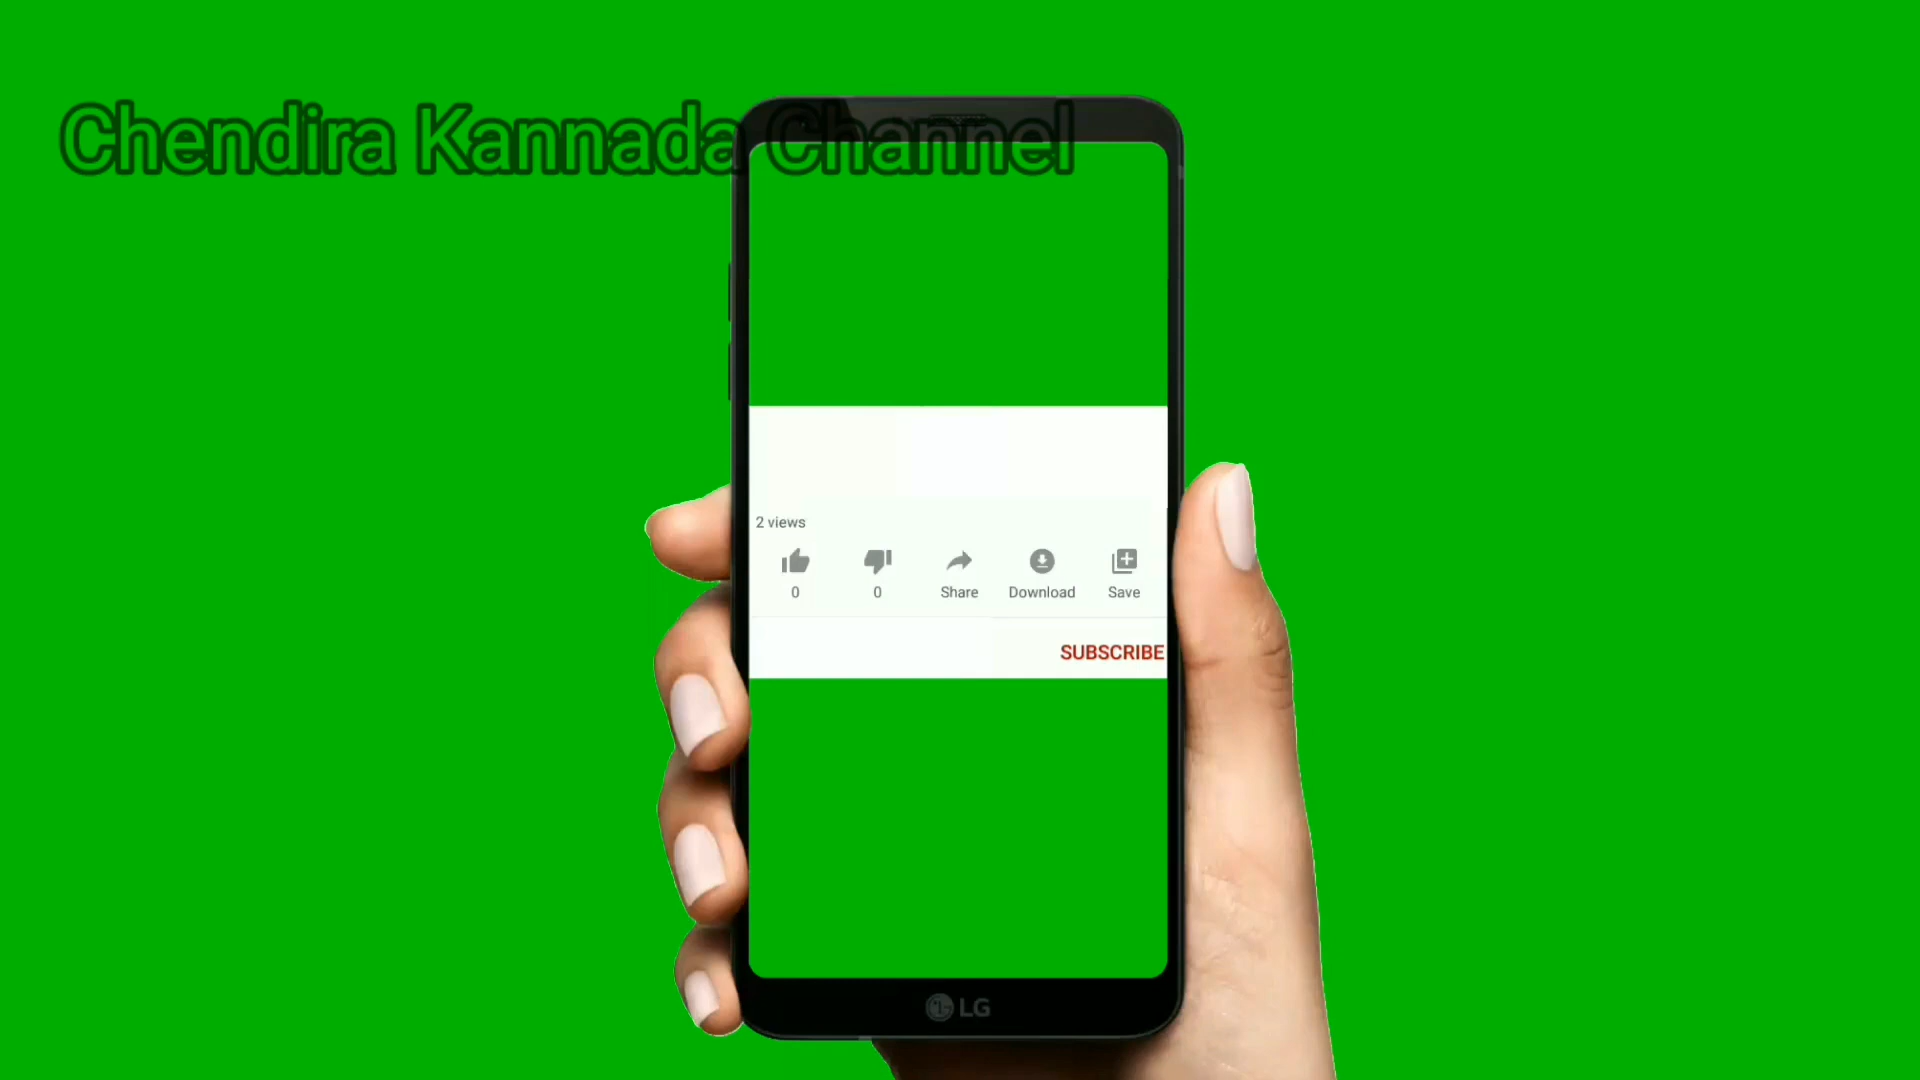 Chendira Kannada Channel
2 views
0 0 Share Download Save
SUBSCRIBE
LG